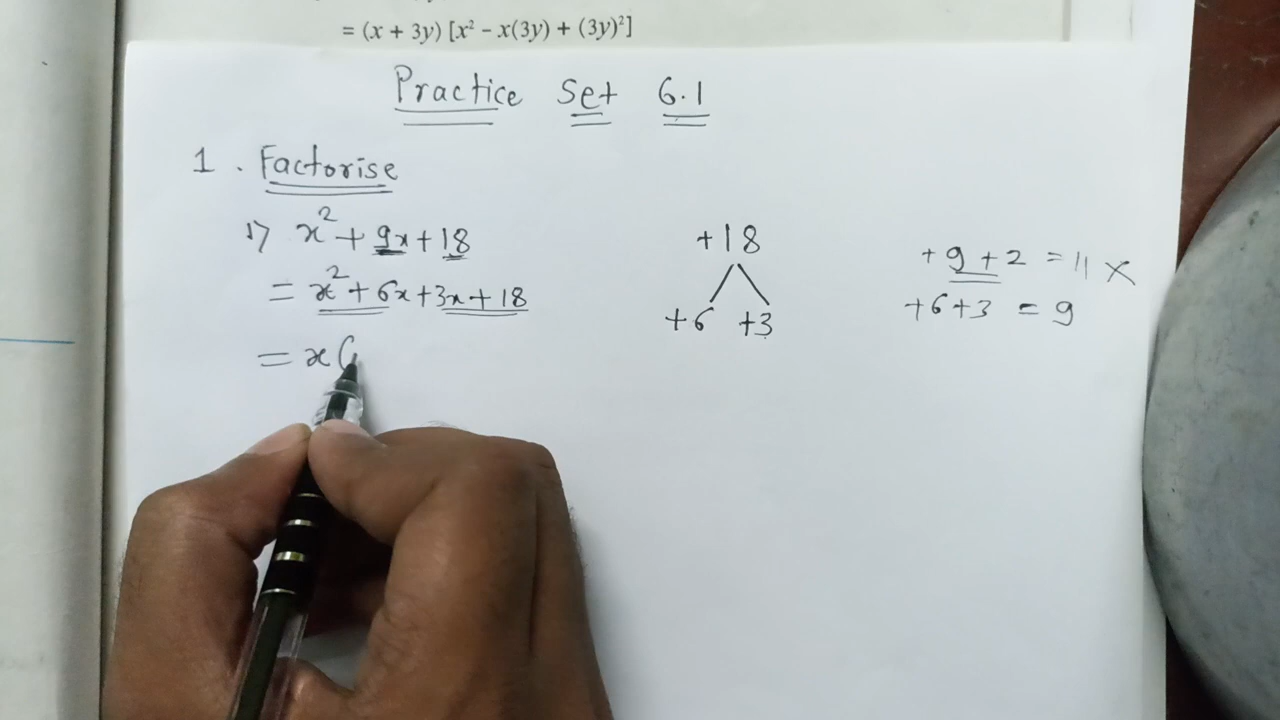 = (x + 3y) [x² – x(3y) + (3y)²]
Practice Set 6.1
1. Factorise
1) x² + 9x + 18
= x² + 6x + 3x + 18
= x(
+18
+6 +3
+9+2 = 11 ×
+6+3 = 9